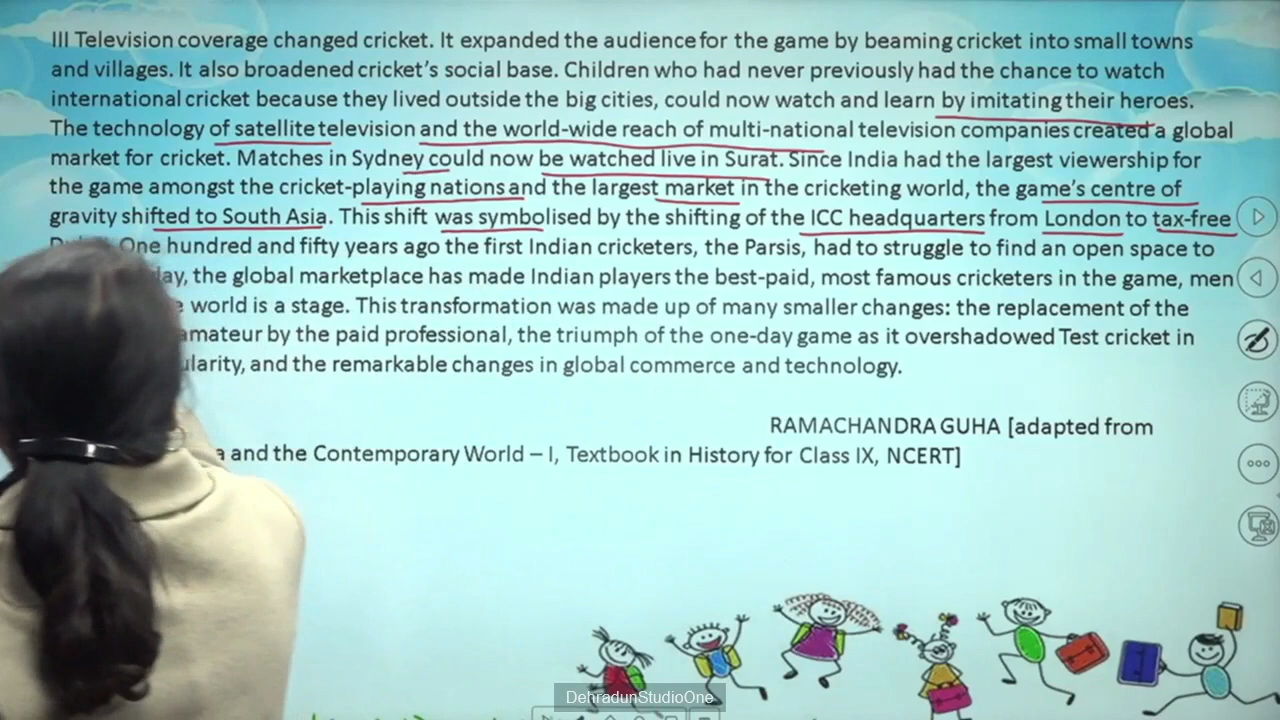 III Television coverage changed cricket. It expanded the audience for the game by beaming cricket into small towns
and villages. It also broadened cricket's social base. Children who had never previously had the chance to watch
international cricket because they lived outside the big cities, could now watch and learn by imitating their heroes.
The technology of satellite television and the world-wide reach of multi-national television companies created a global
market for cricket. Matches in Sydney could now be watched live in Surat. Since India had the largest viewership for
the game amongst the cricket-playing nations and the largest market in the cricketing world, the game's centre of
gravity shifted to South Asia. This shift was symbolised by the shifting of the ICC headquarters from London to tax-free
One hundred and fifty years ago the first Indian cricketers, the Parsis, had to struggle to find an open space to
the global marketplace has made Indian players the best-paid, most famous cricketers in the game, men
world is a stage. This transformation was made up of many smaller changes: the replacement of the
amateur by the paid professional, the triumph of the one-day game as it overshadowed Test cricket in
and the remarkable changes in global commerce and technology.
RAMACHANDRA GUHA [adapted from
and the Contemporary World – I, Textbook in History for Class IX, NCERT]
DehradunStudioOne